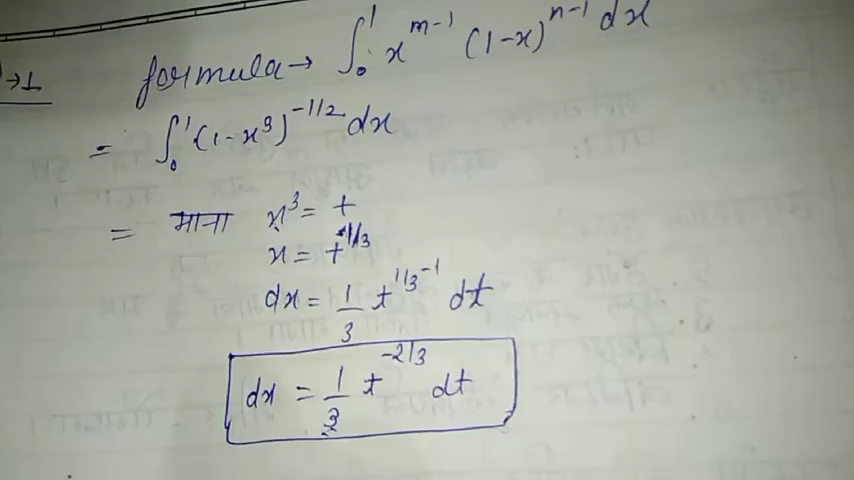 →1 formula → ∫₀¹ x^{m-1} (1-x)^{n-1} dx
= ∫₀¹ (1-x³)^{-1/2} dx
= माना x³ = t
x = t^{1/3}
dx = 1/3 t^{1/3 -1} dt
dx = 1/3 t^{-2/3} dt